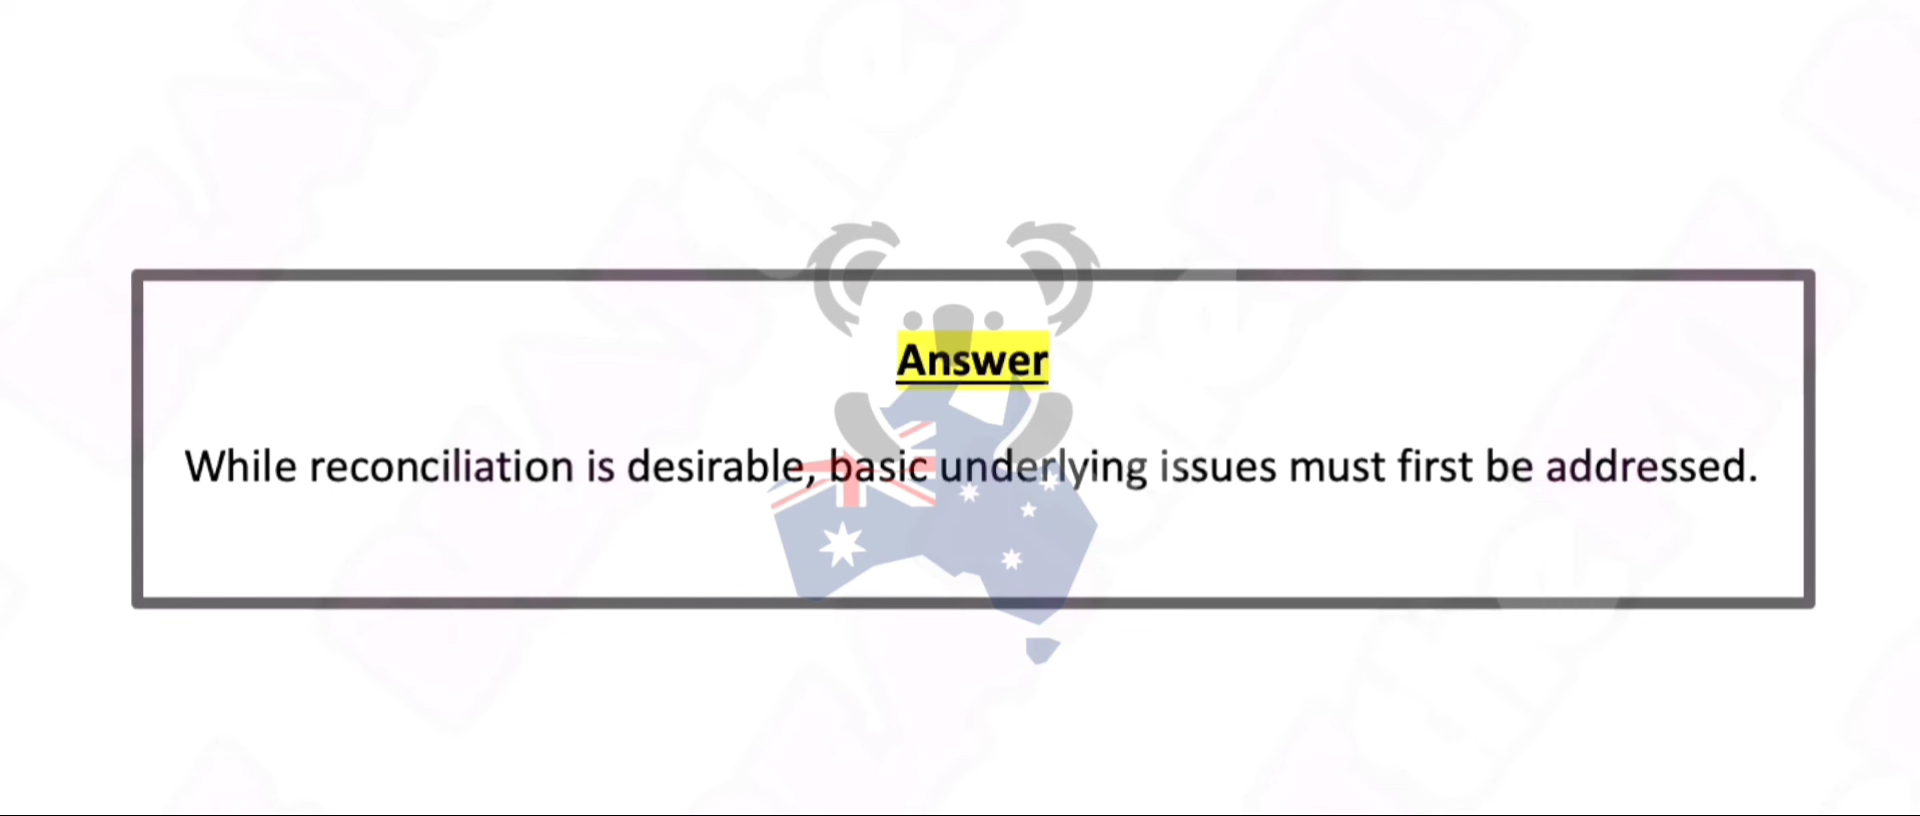 Answer
While reconciliation is desirable, basic underlying issues must first be addressed.